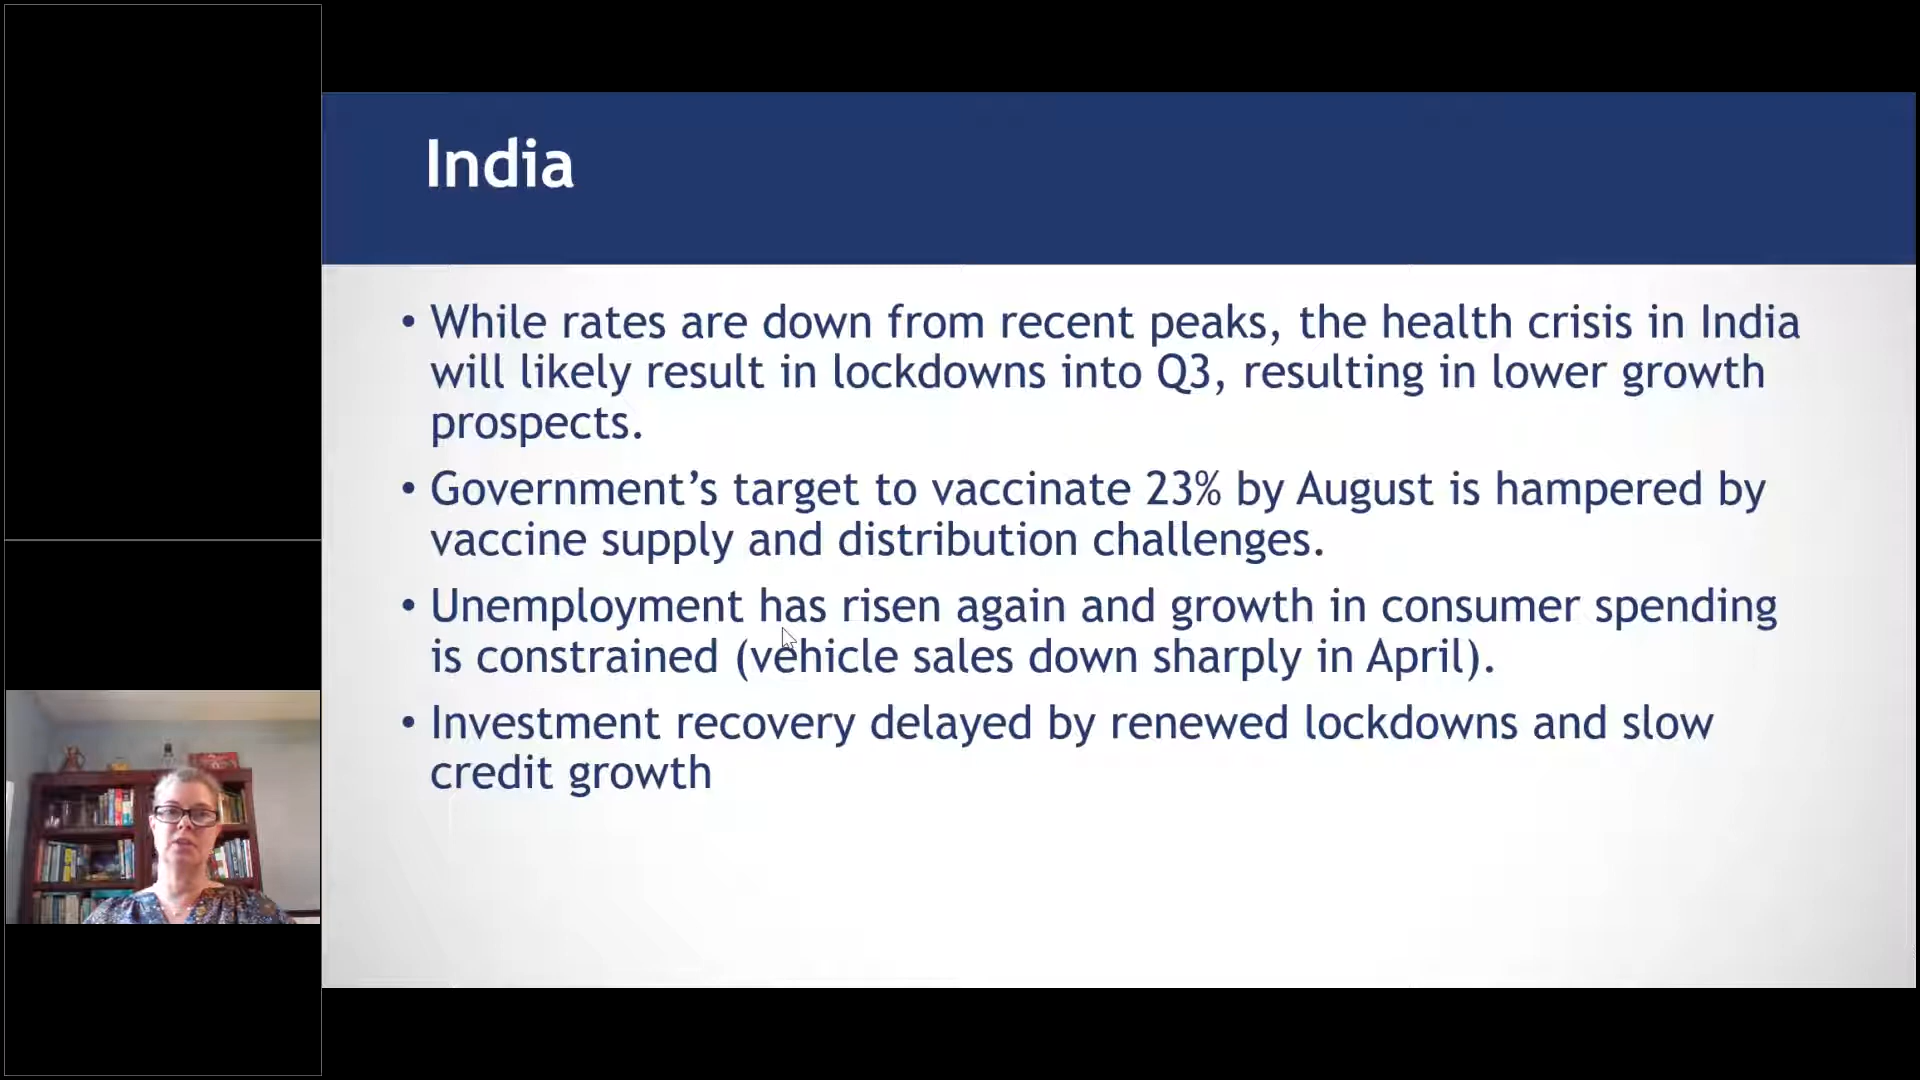 India
• While rates are down from recent peaks, the health crisis in India
will likely result in lockdowns into Q3, resulting in lower growth
prospects.
• Government’s target to vaccinate 23% by August is hampered by
vaccine supply and distribution challenges.
• Unemployment has risen again and growth in consumer spending
is constrained (vehicle sales down sharply in April).
• Investment recovery delayed by renewed lockdowns and slow
credit growth